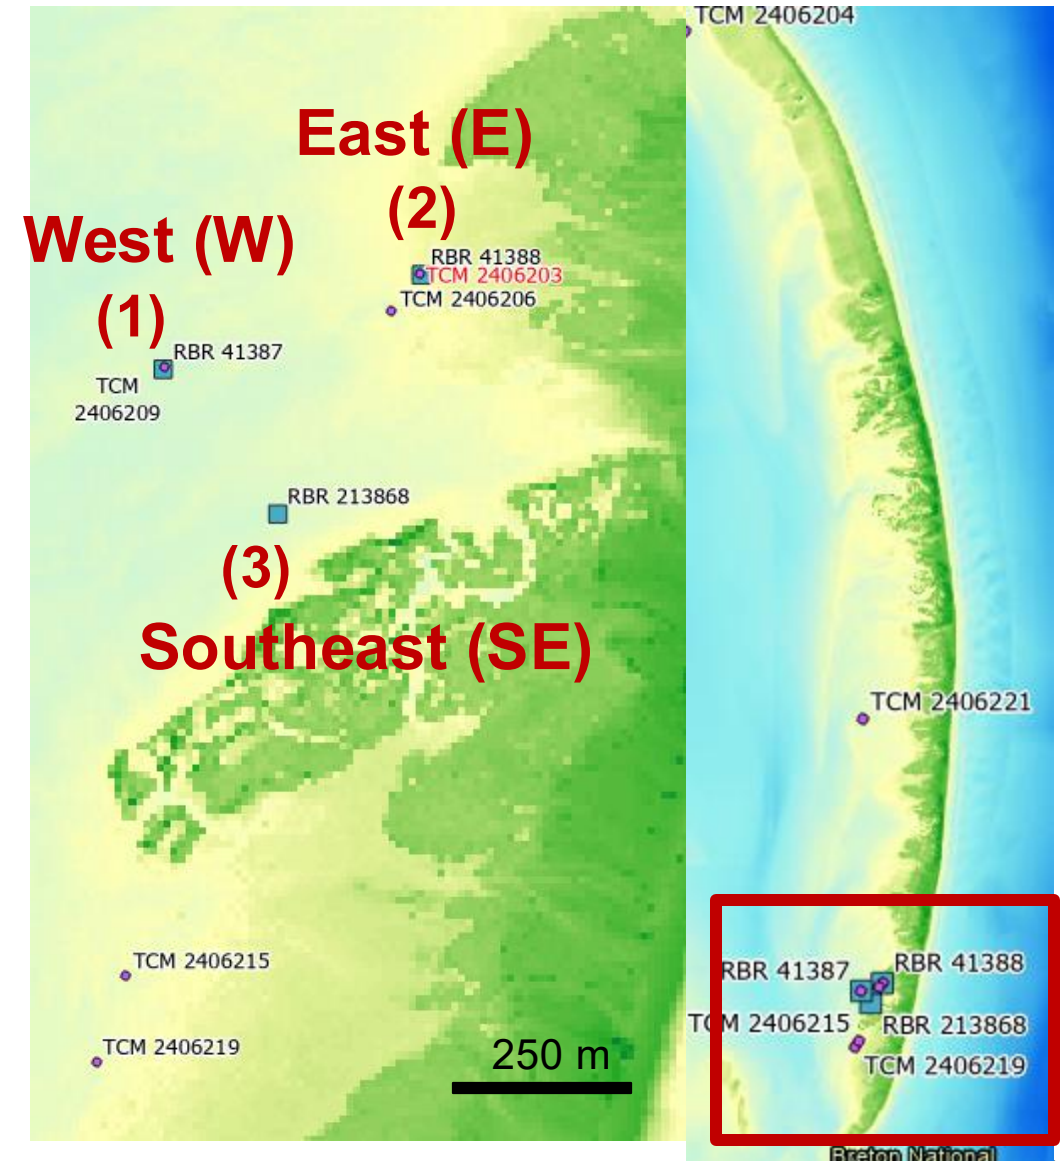 East (E)
(2)
West (W)
(1)
RBR 41388
TCM 2406203
TCM 2406206
RBR 41387
TCM
2406209
RBR 213868
(3)
Southeast (SE)
TCM 2406215
TCM 2406219
250 m
TCM 2406204
TCM 2406221
RBR 41387
RBR 41388
TCM 2406215
RBR 213868
TCM 2406219
Breton National